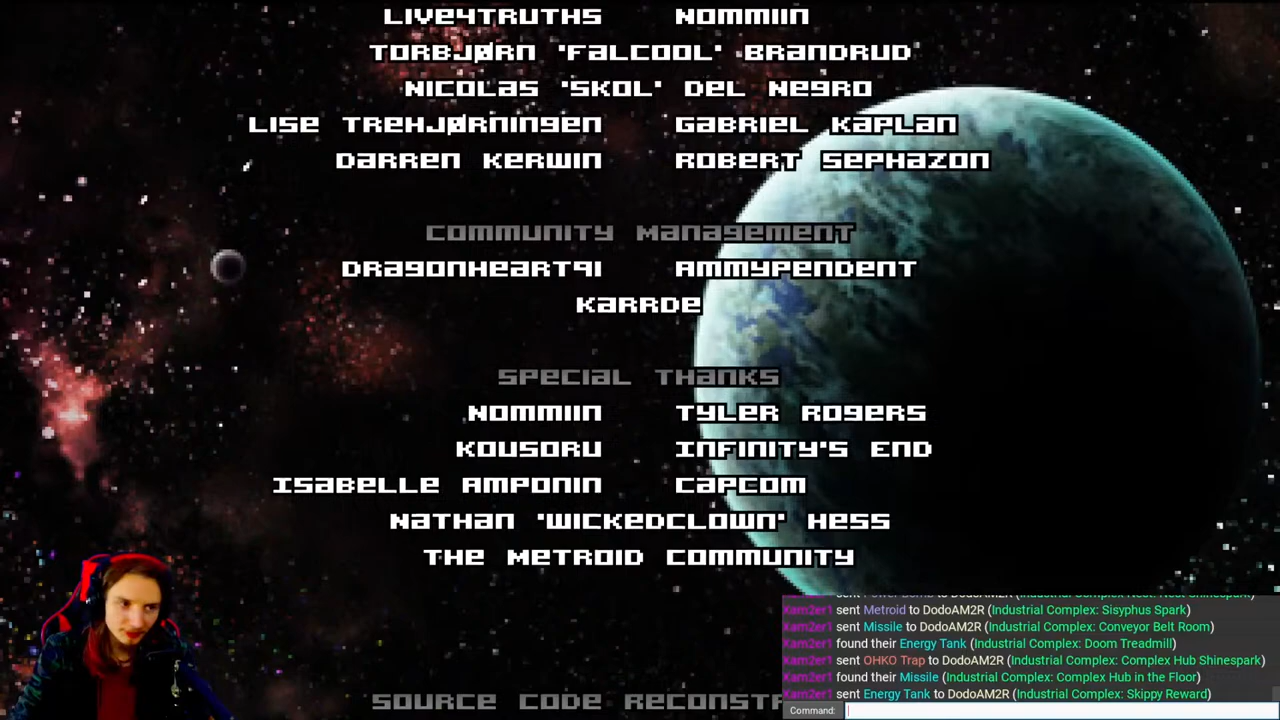 LIVE4TRUTHS NOMMIIN
TORBJØRN 'FALCOOL' BRANDRUD
NICOLAS 'SKOL' DEL NEGRO
LISE TREHJØRNINGEN GABRIEL KAPLAN
DARREN KERWIN ROBERT SEPHAZON
COMMUNITY MANAGEMENT
DRAGONHEART91 AMMYPENDENT
KARRDE
SPECIAL THANKS
NOMMIIN TYLER ROGERS
KOUSORU INFINITY'S END
ISABELLE AMPONIN CAPCOM
NATHAN 'WICKEDCLOWN' HESS
THE METROID COMMUNITY
SOURCE CODE
Kam2er1 sent Metroid to DodoAM2R (Industrial Complex: Sisyphus Spark)
Kam2er1 sent Missile to DodoAM2R (Industrial Complex: Conveyor Belt Room)
Kam2er1 found their Energy Tank (Industrial Complex: Doom Treadmill)
Kam2er1 sent OHKO Trap to DodoAM2R (Industrial Complex: Complex Hub Shinespark)
Kam2er1 found their Missile (Industrial Complex: Complex Hub in the Floor)
Kam2er1 sent Energy Tank to DodoAM2R (Industrial Complex: Skippy Reward)
Command: